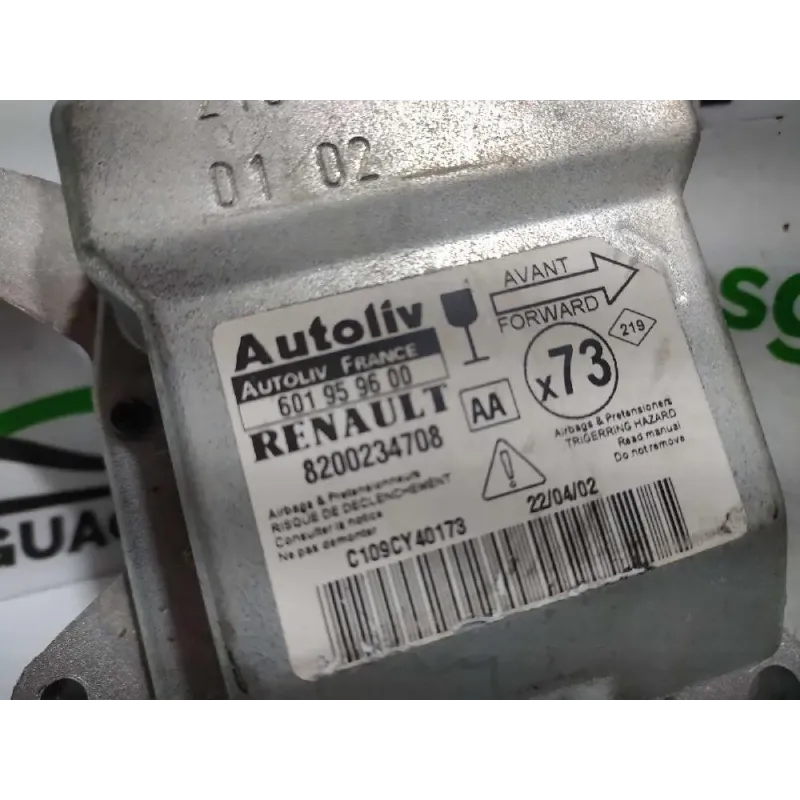 01 02
Autoliv
AUTOLIV FRANCE
601 95 96 00
RENAULT
8200234708
AVANT
FORWARD
AA
x73
219
Airbags & Pretensioners
TRIGERRING HAZARD
Read manual
Do not remove
Airbags & Pretensionneurs
RISQUE DE DECLENCHEMENT
Consulter la notice
Ne pas demonter
22/04/02
C109CY40173